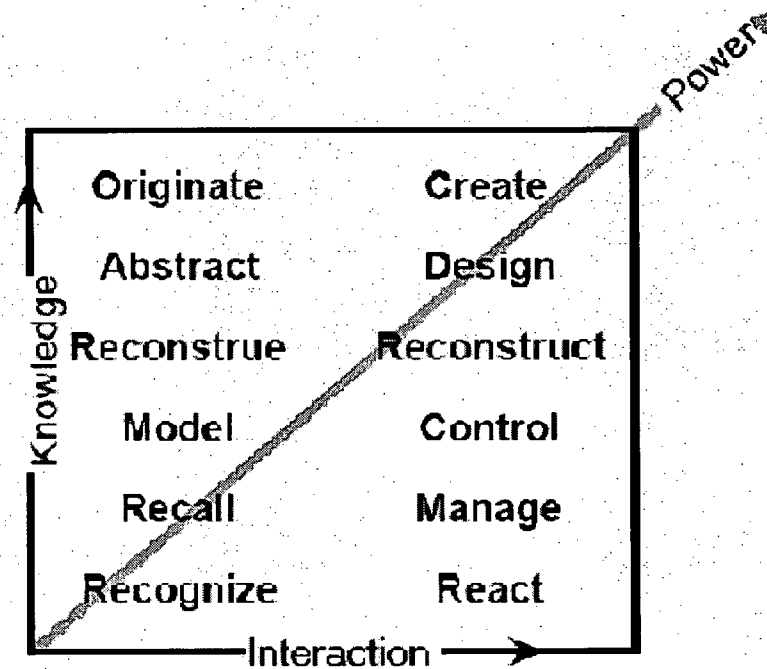 Power
Originate Create
Abstract Design
Knowledge
Reconstrue Reconstruct
Model Control
Recall Manage
Recognize React
Interaction